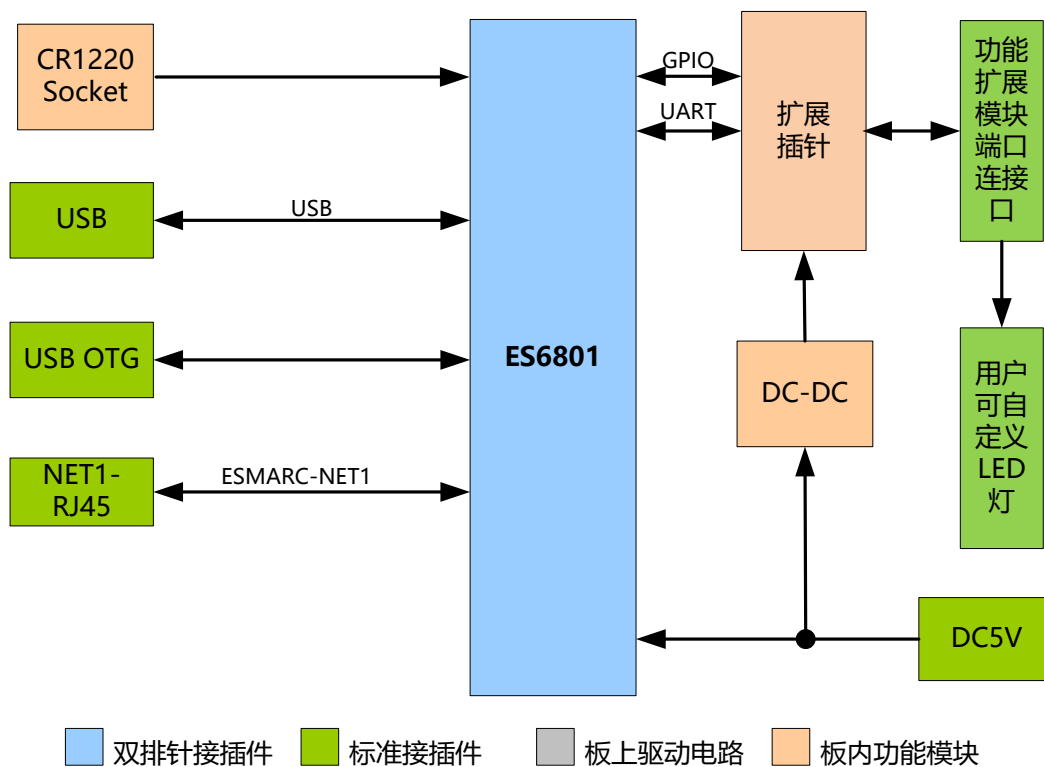 CR1220
Socket
USB
USB OTG
NET1-
RJ45
USB
ESMARC-NET1
ES6801
GPIO
UART
扩展
插针
DC-DC
功能
扩展
模块
端口
连接
口
用户
可自
定义
LED
灯
DC5V
双排针接插件
标准接插件
板上驱动电路
板内功能模块